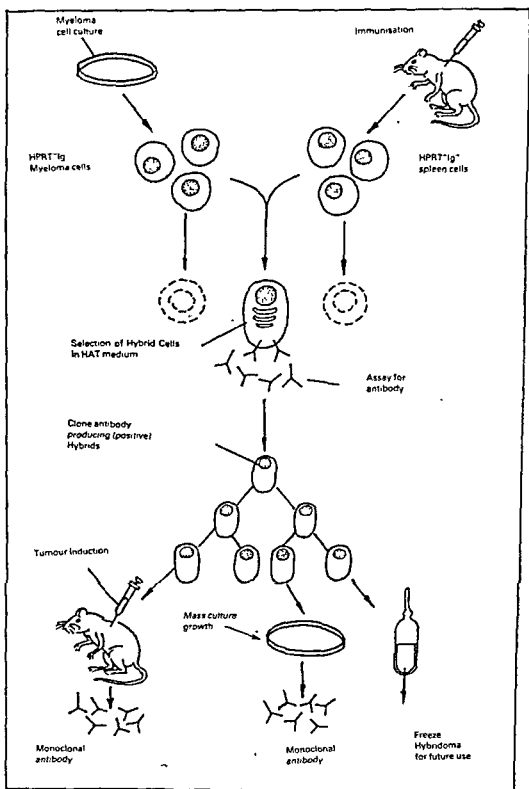 Myeloma
cell culture
Immunisation
HPRT⁻Ig
Myeloma cells
HPRT⁺Ig⁺
spleen cells
Selection of Hybrid Cells
in HAT medium
Assay for
antibody
Clone antibody
producing (positive)
Hybrids
Tumour Induction
Mass culture
growth
Monoclonal
antibody
Monoclonal
antibody
Freeze
Hybridoma
for future use